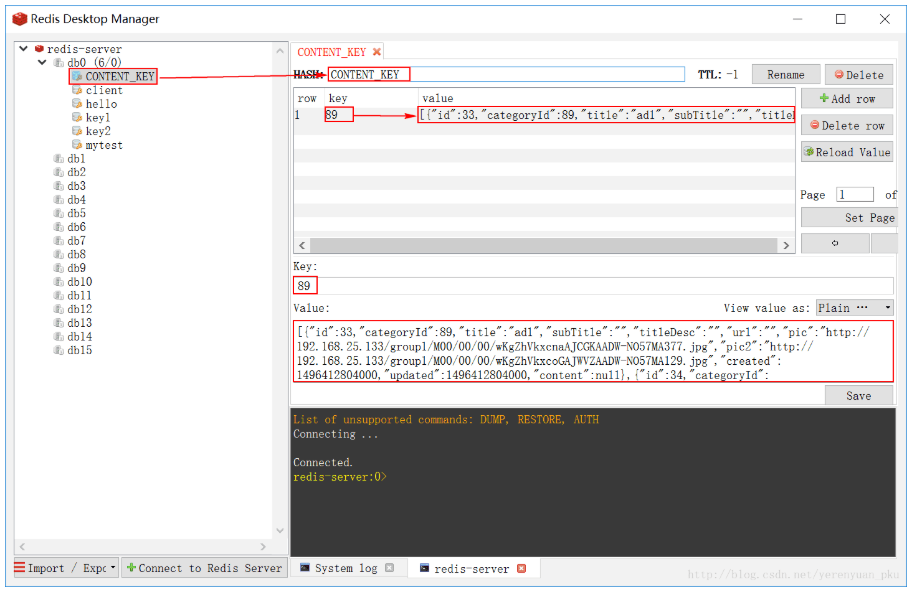 Redis Desktop Manager
redis-server
db0 (6/0)
CONTENT_KEY
client
hello
key1
key2
mytest
db1
db2
db3
db4
db5
db6
db7
db8
db9
db10
db11
db12
db13
db14
db15
Import / Expo
Connect to Redis Server
CONTENT_KEY
HASH: CONTENT_KEY TTL: -1 Rename Delete
row key value
1 89 [{"id":33,"categoryId":89,"title":"ad1","subTitle":"","title
Add row
Delete row
Reload Value
Page 1 of
Set Page
Key:
89
Value: View value as: Plain ...
[{"id":33,"categoryId":89,"title":"ad1","subTitle":"","titleDesc":"","url":"","pic":"http://
192.168.25.133/group1/M00/00/00/wKgZhVkxcnaAJCGKAADW-NO57MA377.jpg","pic2":"http://
192.168.25.133/group1/M00/00/00/wKgZhVkxcoGAJWVZAADW-NO57MA129.jpg","created":
1496412804000,"updated":1496412804000,"content":null},{"id":34,"categoryId":
Save
List of unsupported commands: DUMP, RESTORE, AUTH
Connecting ...
Connected.
redis-server:0>
System log
redis-server
http://blog.csdn.net/yerenyuan_pku